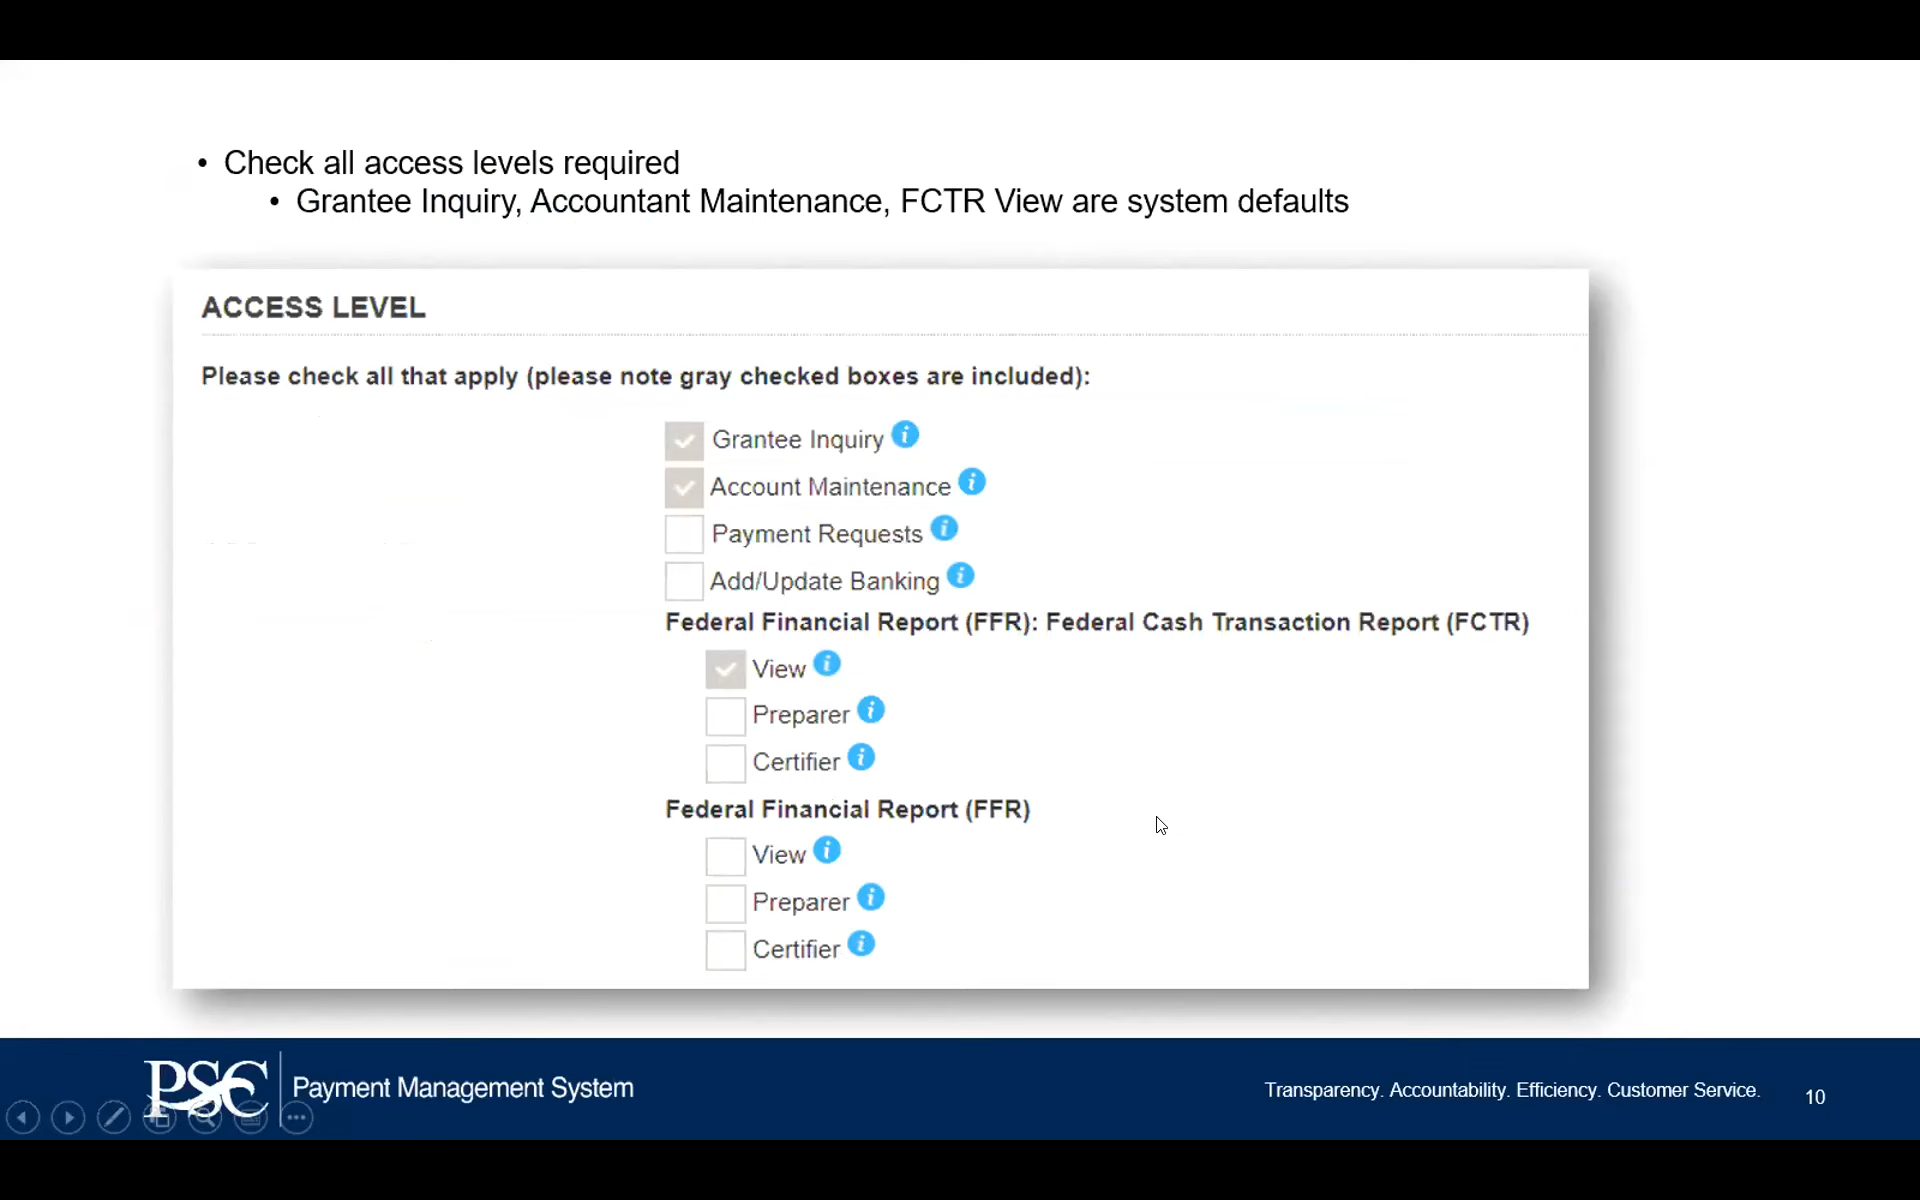 • Check all access levels required
• Grantee Inquiry, Accountant Maintenance, FCTR View are system defaults
ACCESS LEVEL
Please check all that apply (please note gray checked boxes are included):
Grantee Inquiry
Account Maintenance
Payment Requests
Add/Update Banking
Federal Financial Report (FFR): Federal Cash Transaction Report (FCTR)
View
Preparer
Certifier
Federal Financial Report (FFR)
View
Preparer
Certifier
PSC Payment Management System
Transparency. Accountability. Efficiency. Customer Service.
10